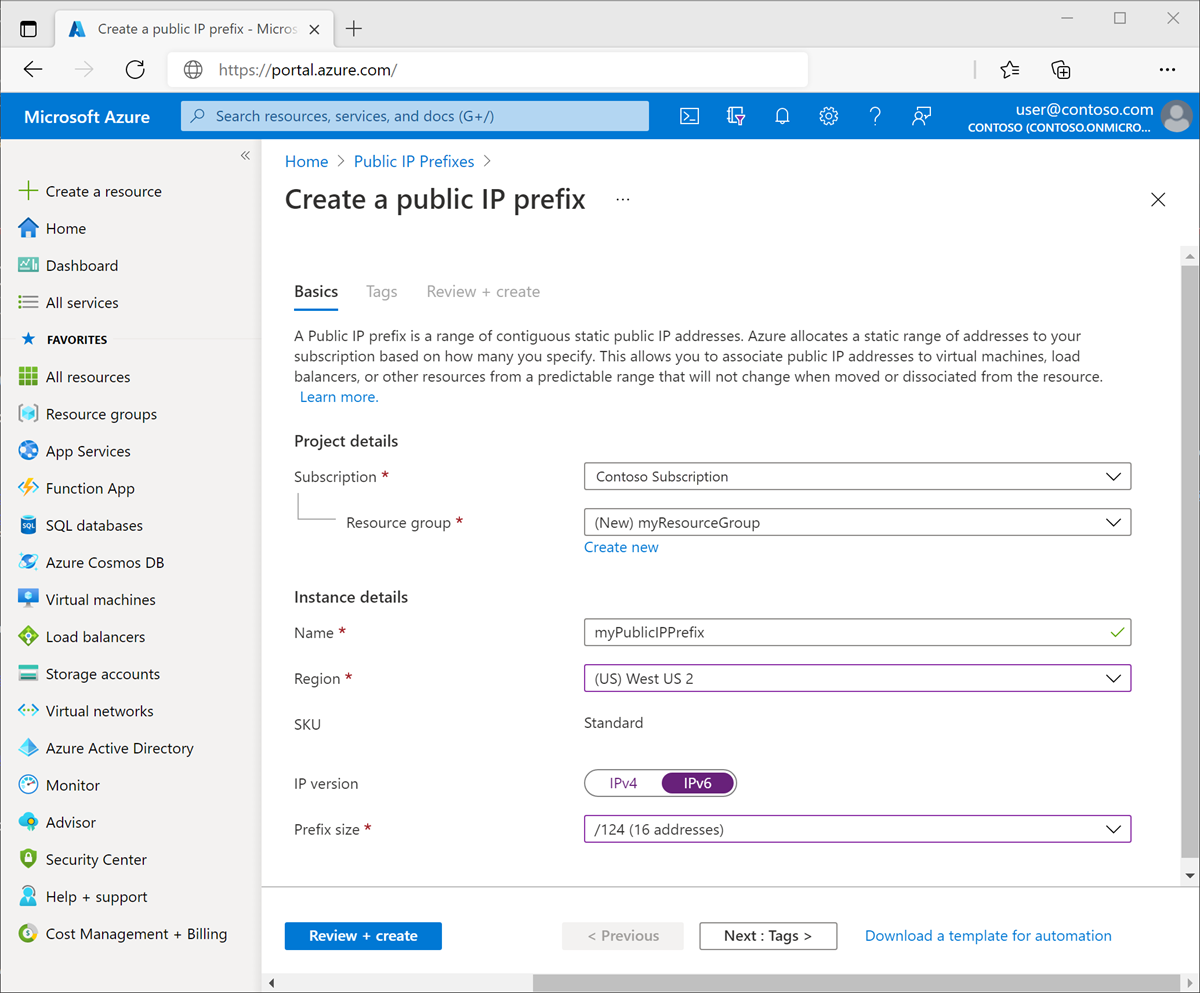 Create a public IP prefix - Micros
https://portal.azure.com/
Microsoft Azure
Search resources, services, and docs (G+/)
user@contoso.com
CONTOSO (CONTOSO.ONMICRO...
Create a resource
Home
Dashboard
All services
FAVORITES
All resources
Resource groups
App Services
Function App
SQL databases
Azure Cosmos DB
Virtual machines
Load balancers
Storage accounts
Virtual networks
Azure Active Directory
Monitor
Advisor
Security Center
Help + support
Cost Management + Billing
Home > Public IP Prefixes >
Create a public IP prefix ...
Basics Tags Review + create
A Public IP prefix is a range of contiguous static public IP addresses. Azure allocates a static range of addresses to your
subscription based on how many you specify. This allows you to associate public IP addresses to virtual machines, load
balancers, or other resources from a predictable range that will not change when moved or dissociated from the resource.
Learn more.
Project details
Subscription * Contoso Subscription
Resource group * (New) myResourceGroup
Create new
Instance details
Name * myPublicIPPrefix
Region * (US) West US 2
SKU Standard
IP version IPv4 IPv6
Prefix size * /124 (16 addresses)
Review + create < Previous Next : Tags > Download a template for automation